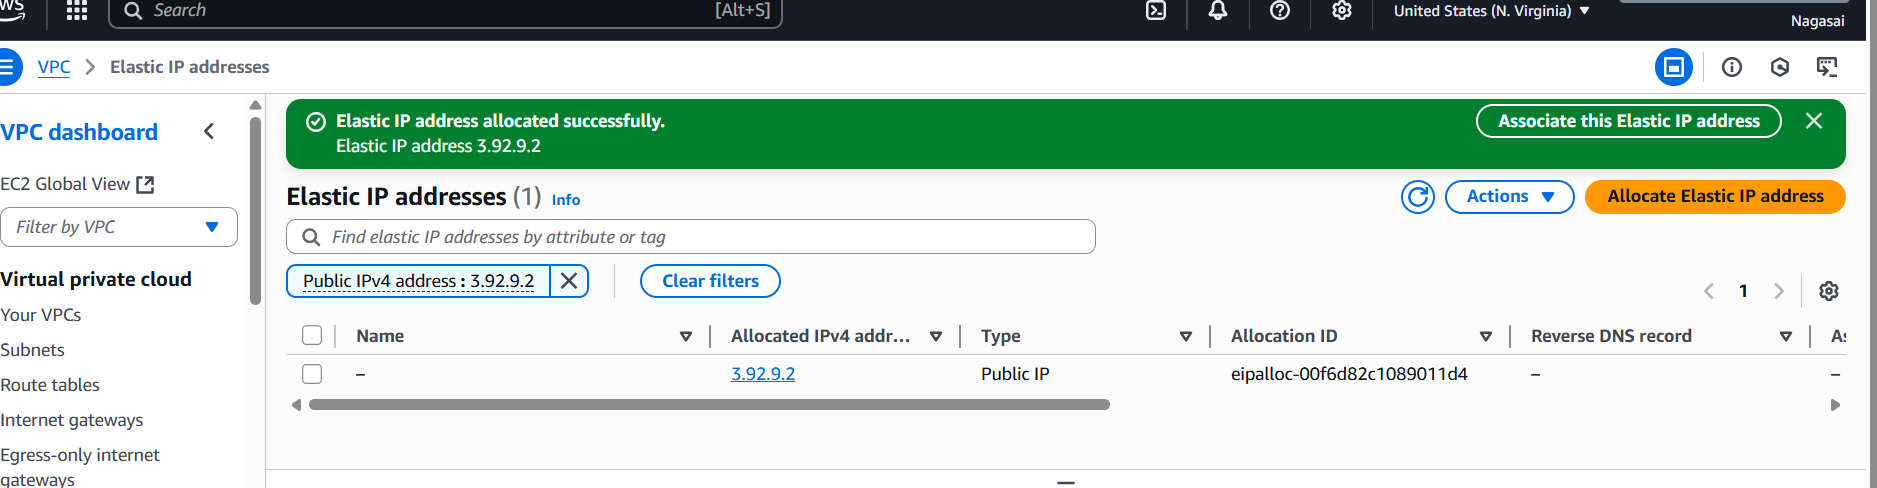 Search
[Alt+S]
United States (N. Virginia)
Nagasai
VPC
Elastic IP addresses
VPC dashboard
EC2 Global View
Filter by VPC
Virtual private cloud
Your VPCs
Subnets
Route tables
Internet gateways
Egress-only internet
gateways
Elastic IP address allocated successfully.
Elastic IP address 3.92.9.2
Associate this Elastic IP address
Elastic IP addresses (1) Info
Actions
Allocate Elastic IP address
Find elastic IP addresses by attribute or tag
Public IPv4 address : 3.92.9.2
Clear filters
1
Name Allocated IPv4 addr... Type Allocation ID Reverse DNS record
– 3.92.9.2 Public IP eipalloc-00f6d82c1089011d4 – –